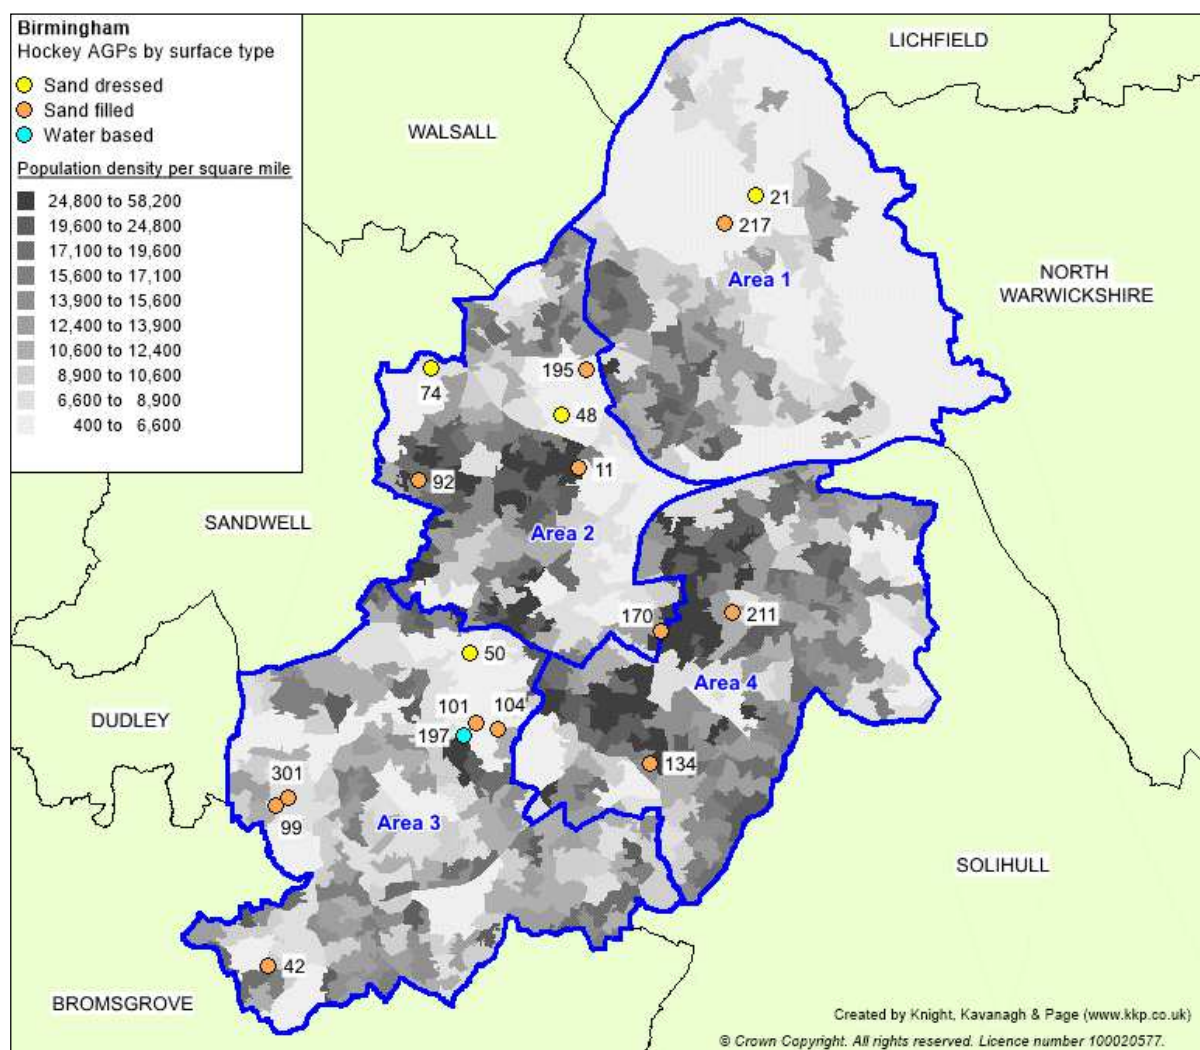 Birmingham
Hockey AGPs by surface type
Sand dressed
Sand filled
Water based
Population density per square mile
24,800 to 58,200
19,600 to 24,800
17,100 to 19,600
15,600 to 17,100
13,900 to 15,600
12,400 to 13,900
10,600 to 12,400
8,900 to 10,600
6,600 to 8,900
400 to 6,600
LICHFIELD
WALSALL
21
217
NORTH
WARWICKSHIRE
Area 1
195
74
48
11
92
SANDWELL
Area 2
170
211
50
Area 4
101
104
DUDLEY
197
134
301
99
Area 3
SOLIHULL
42
BROMSGROVE
Created by Knight, Kavanagh & Page (www.kkp.co.uk)
© Crown Copyright. All rights reserved. Licence number 100020577.